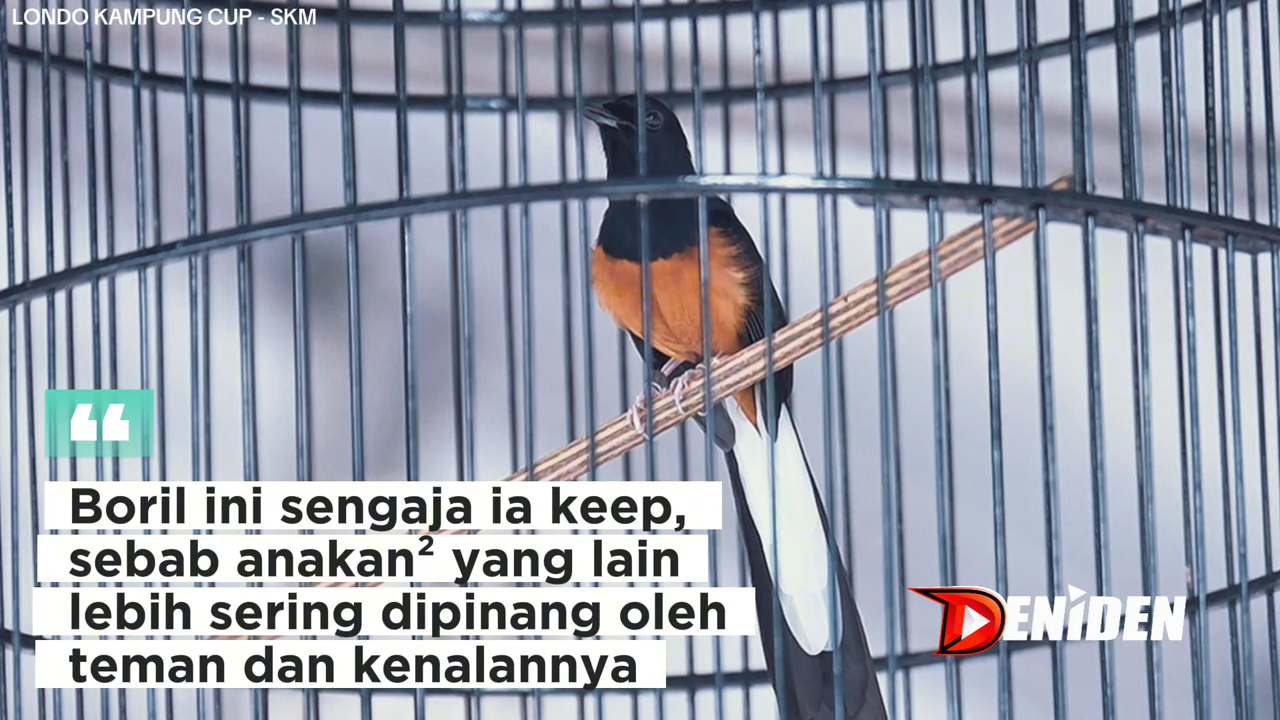 LONDO KAMPUNG CUP - SKM
“
Boril ini sengaja ia keep,
sebab anakan² yang lain
lebih sering dipinang oleh
teman dan kenalannya
DENIDEN